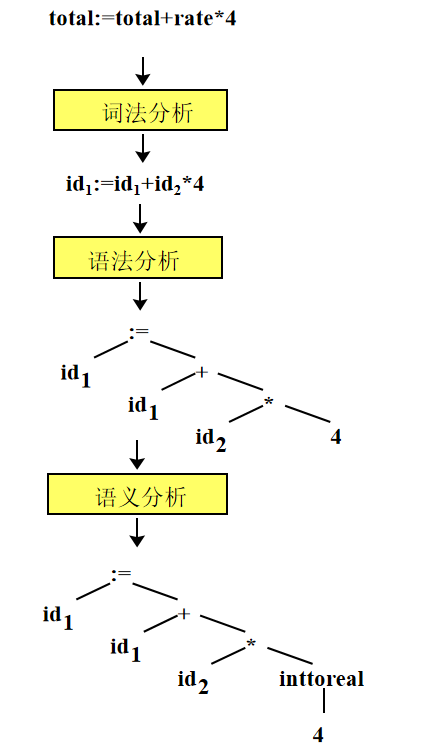 total:=total+rate*4
词法分析
id₁:=id₁+id₂*4
语法分析
:=
id₁ +
id₁ *
id₂ 4
语义分析
:=
id₁ +
id₁ *
id₂ inttoreal
4